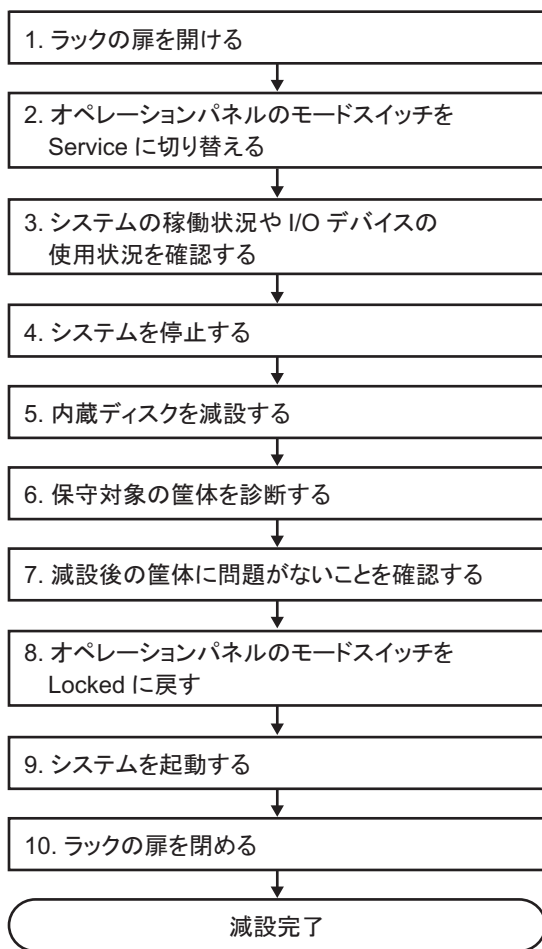 1. ラックの扉を開ける
2. オペレーションパネルのモードスイッチを
Service に切り替える
3. システムの稼働状況や I/O デバイスの
使用状況を確認する
4. システムを停止する
5. 内蔵ディスクを減設する
6. 保守対象の筐体を診断する
7. 減設後の筐体に問題がないことを確認する
8. オペレーションパネルのモードスイッチを
Locked に戻す
9. システムを起動する
10. ラックの扉を閉める
減設完了